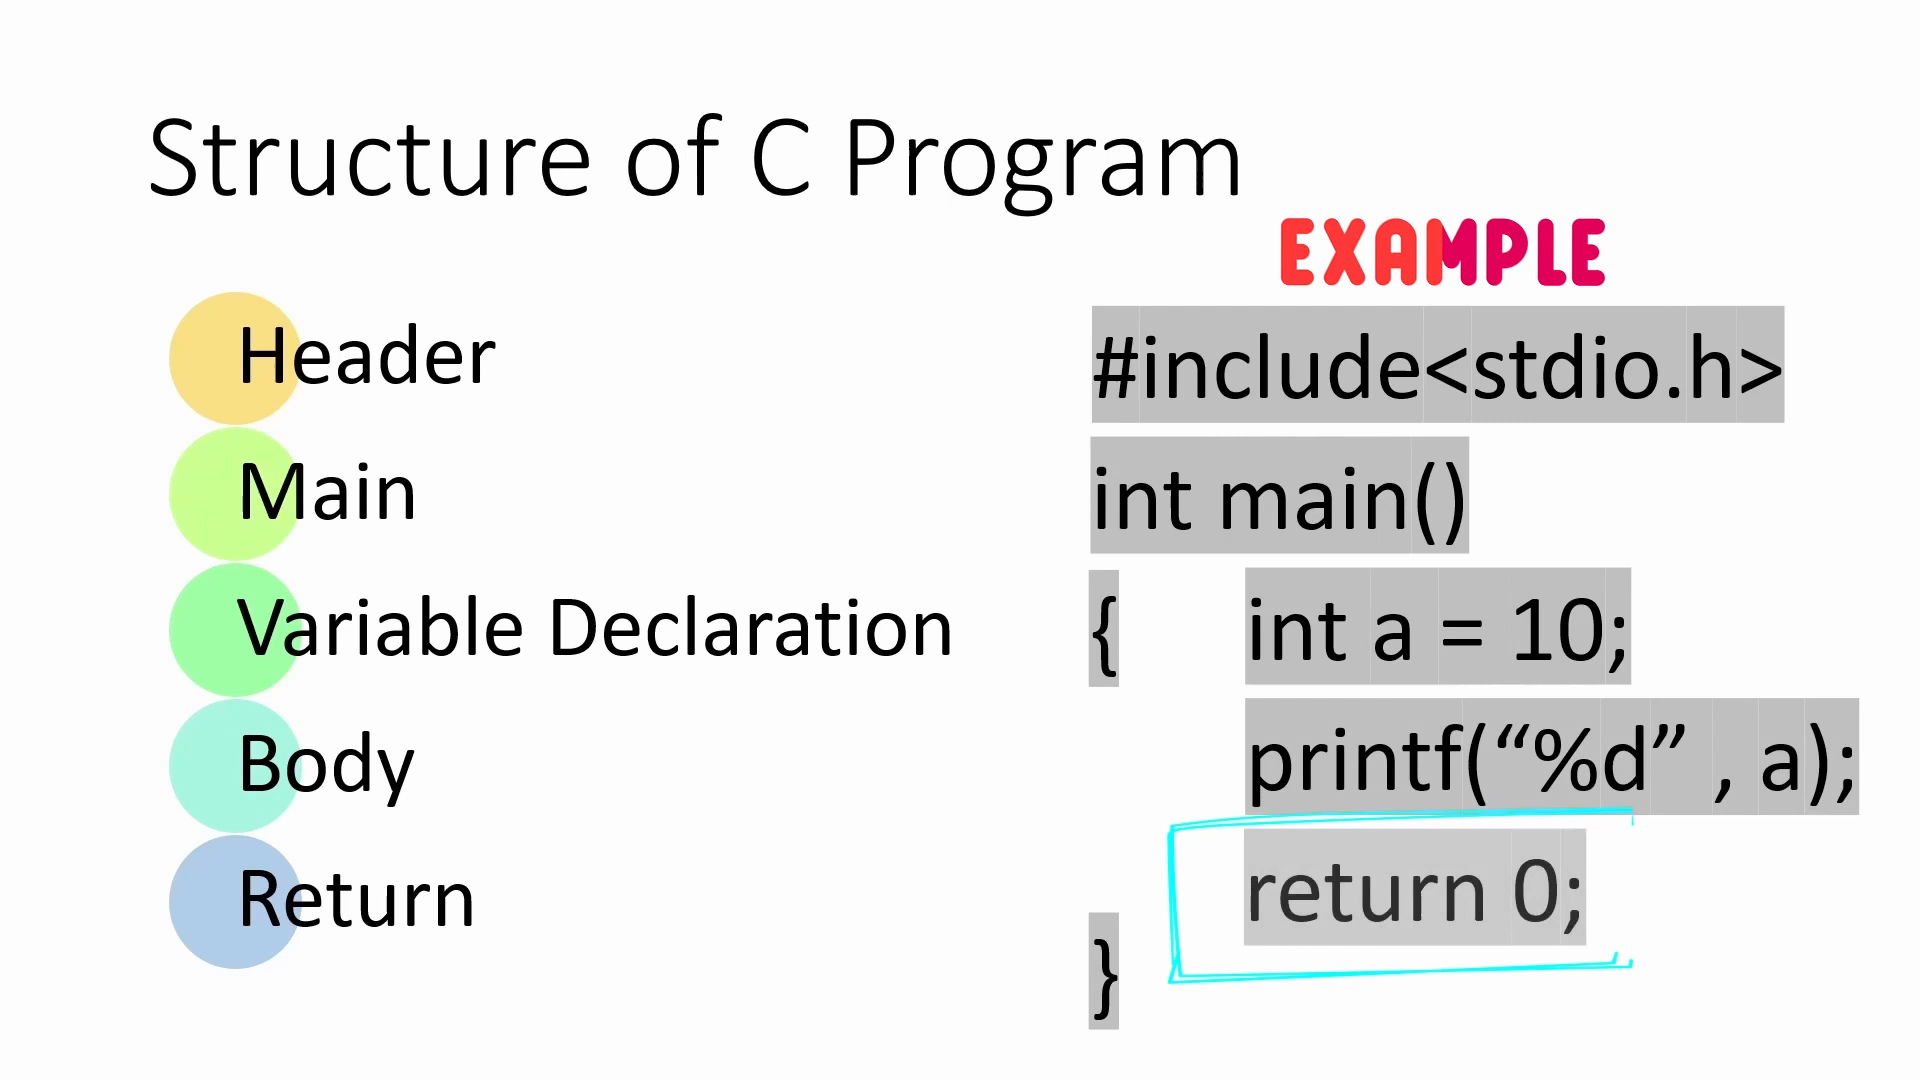 Structure of C Program
Header
Main
Variable Declaration
Body
Return
EXAMPLE
#include<stdio.h>
int main()
{ int a = 10;
printf(“%d” , a);
return 0;
}